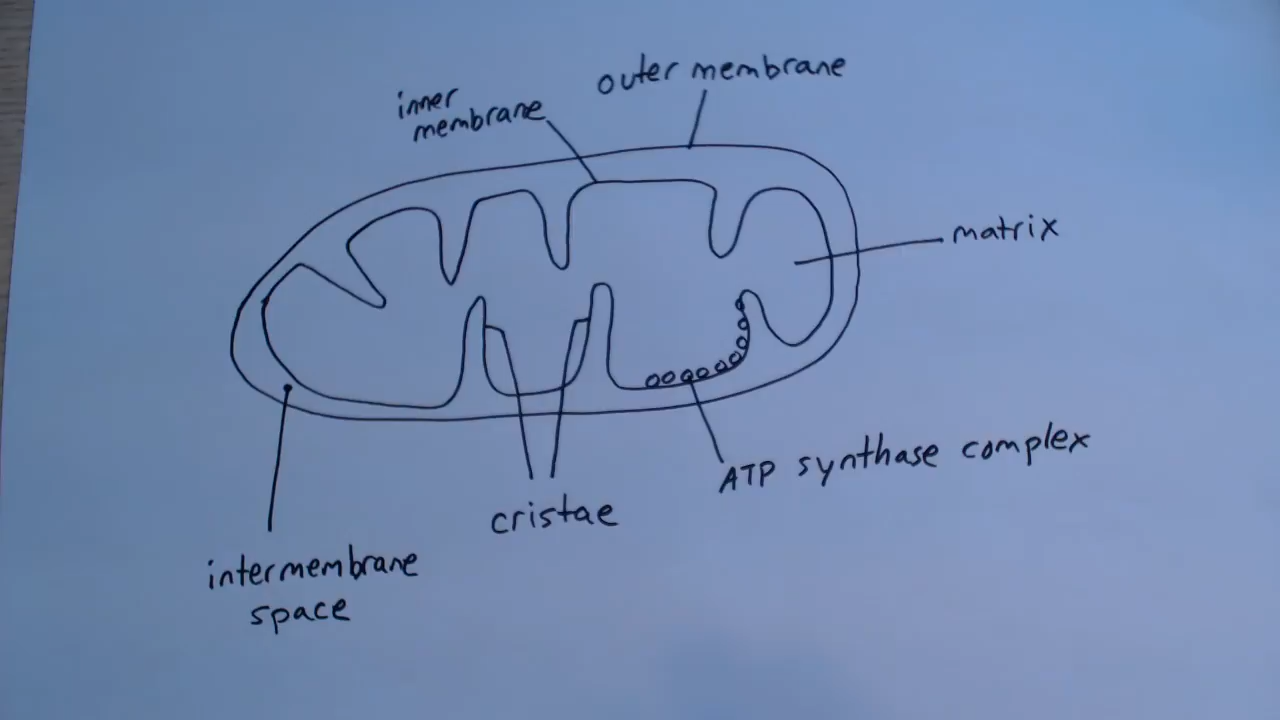 outer membrane
inner
membrane
matrix
ATP synthase complex
cristae
intermembrane
space